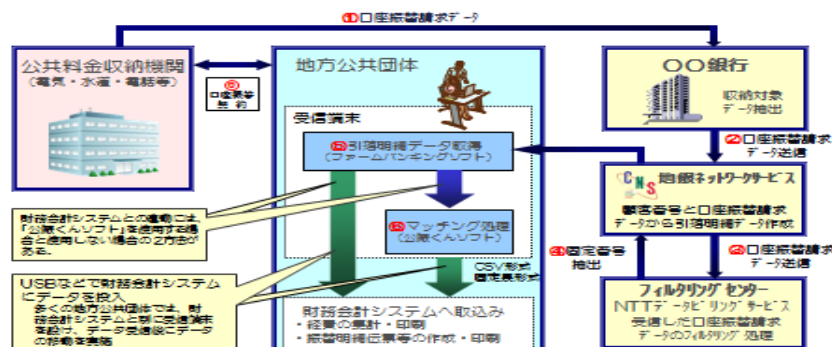 ①口座振替請求データ
公共料金収納機関
(電気・水道・電話等)
地方公共団体
〇〇銀行
収納対象
データ抽出
口座振替
契約
受信端末
引落明細データ取得
(ファームバンキングソフト)
②口座振替請求
データ送信
CNS 地銀ネットワークサービス
顧客番号と口座振替請求
データから引落明細データ作成
マッチング処理
(公振くんソフト)
財務会計システムとの連動には、
「公振くんソフト」を使用する場
合と使用しない場合の2方法が
ある。
④固定番号
抽出
③口座振替請求
データ送信
CSV形式
固定長形式
USBなどで財務会計システム
にデータを投入
多くの地方公共団体では、財
務会計システムと別に受信端末
を設け、データ受信後にデータ
の移動を実施
財務会計システムへ取込み
・経費の集計・印刷
・振替明細伝票等の作成・印刷
フィルタリングセンター
NTTデータビリングサービス
受信した口座振替請求
データのフィルタリング処理